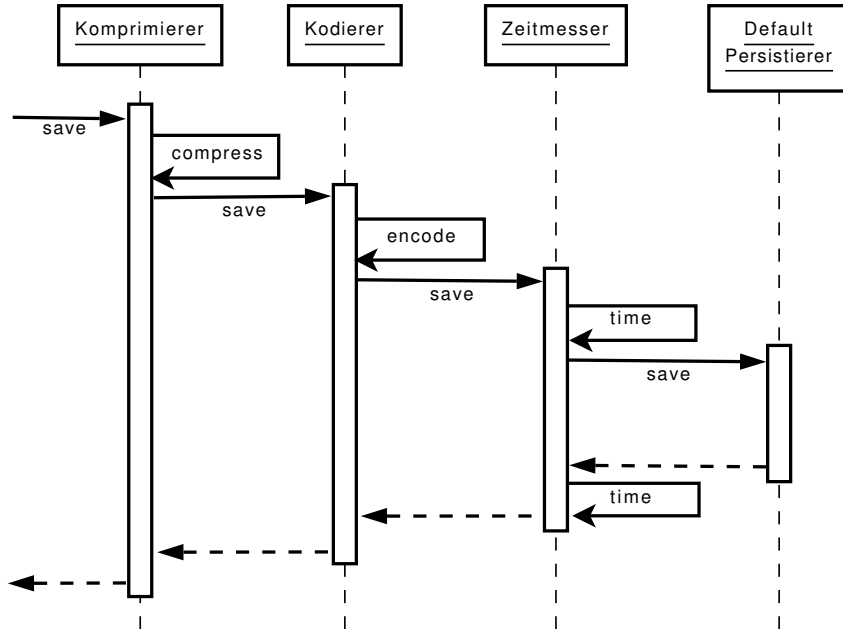 Komprimierer
Kodierer
Zeitmesser
Default
Persistierer
save
compress
save
encode
save
time
save
time